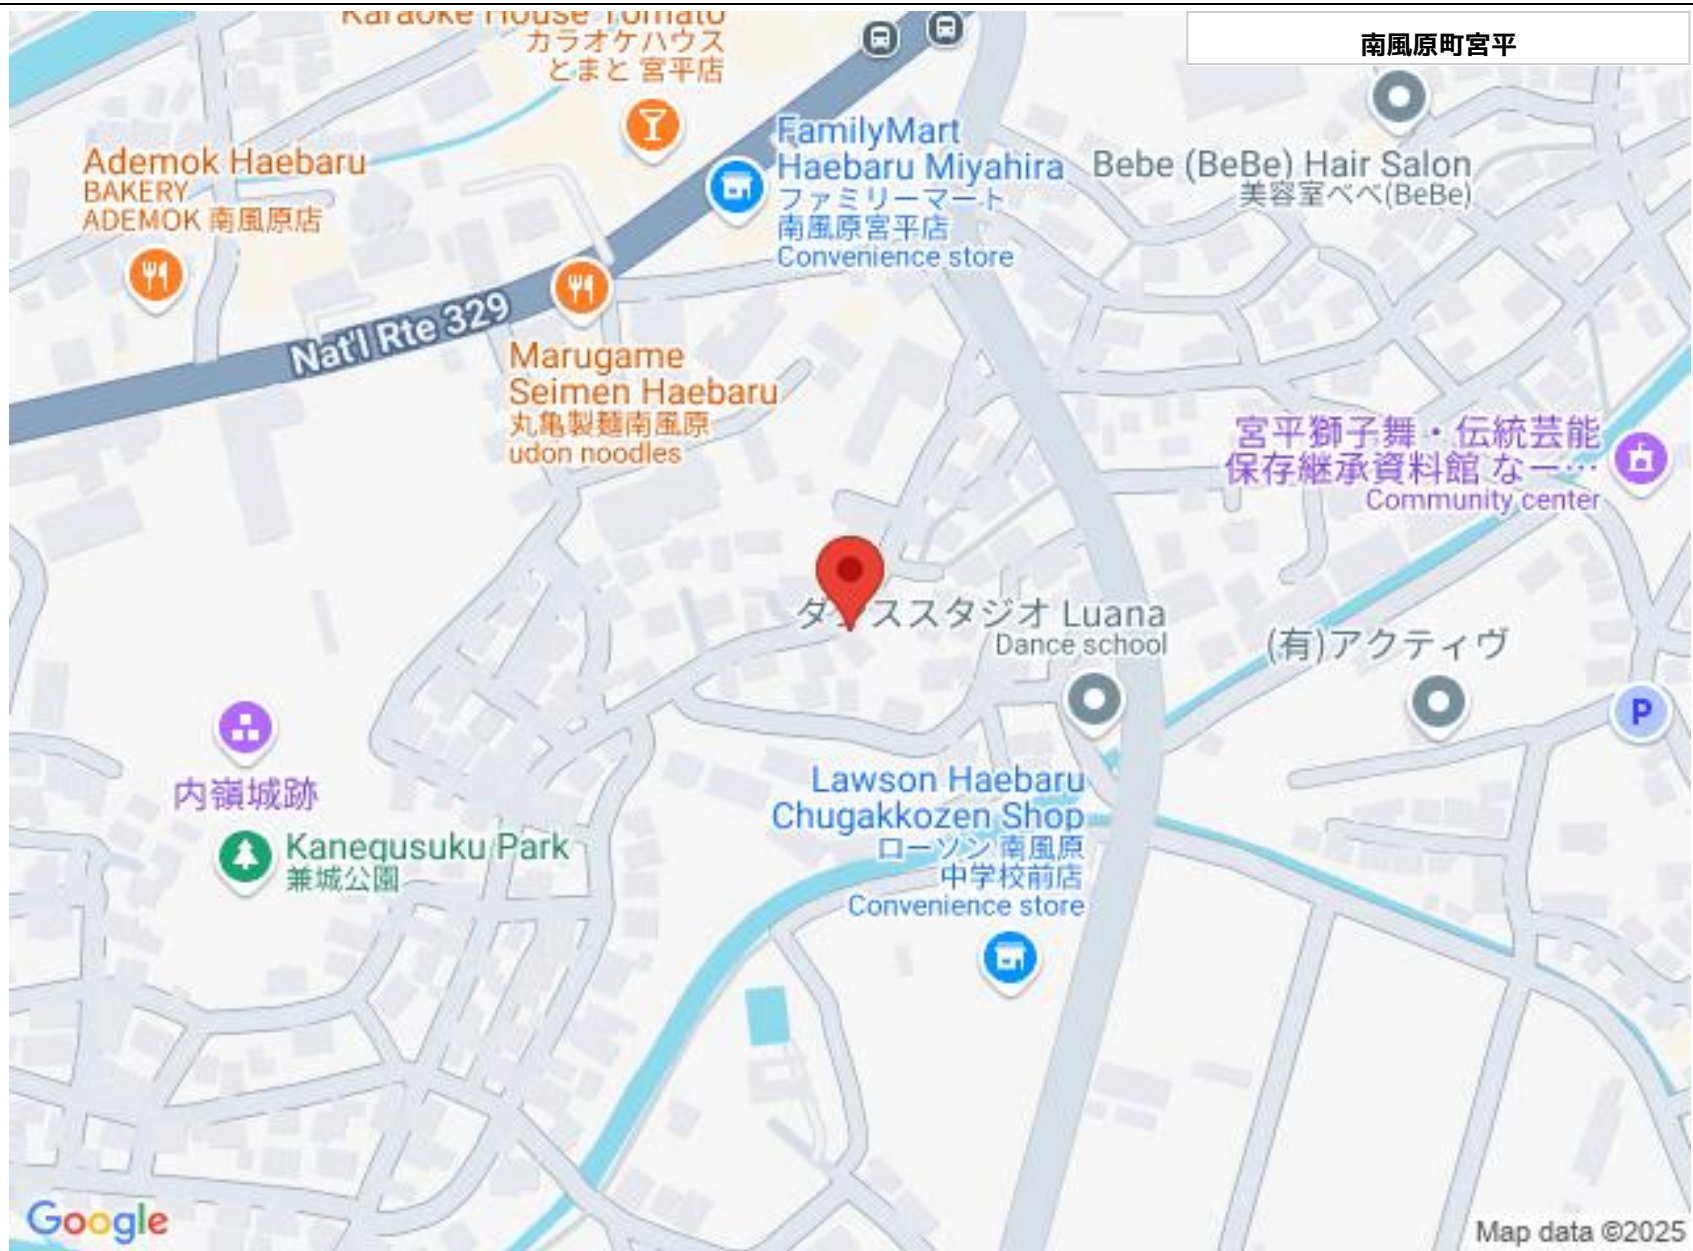 Karaoke House Tomato
カラオケハウス
とまと 宮平店
南風原町宮平
FamilyMart
Haebaru Miyahira
ファミリーマート
南風原宮平店
Convenience store
Bebe (BeBe) Hair Salon
美容室べべ(BeBe)
Ademok Haebaru
BAKERY
ADEMOK 南風原店
Nat'l Rte 329
Marugame
Seimen Haebaru
丸亀製麺南風原
udon noodles
宮平獅子舞・伝統芸能
保存継承資料館 なー…
Community center
ダンススタジオ Luana
Dance school
(有)アクティヴ
P
内嶺城跡
Kanegusuku Park
兼城公園
Lawson Haebaru
Chugakkozen Shop
ローソン 南風原
中学校前店
Convenience store
Google
Map data ©2025